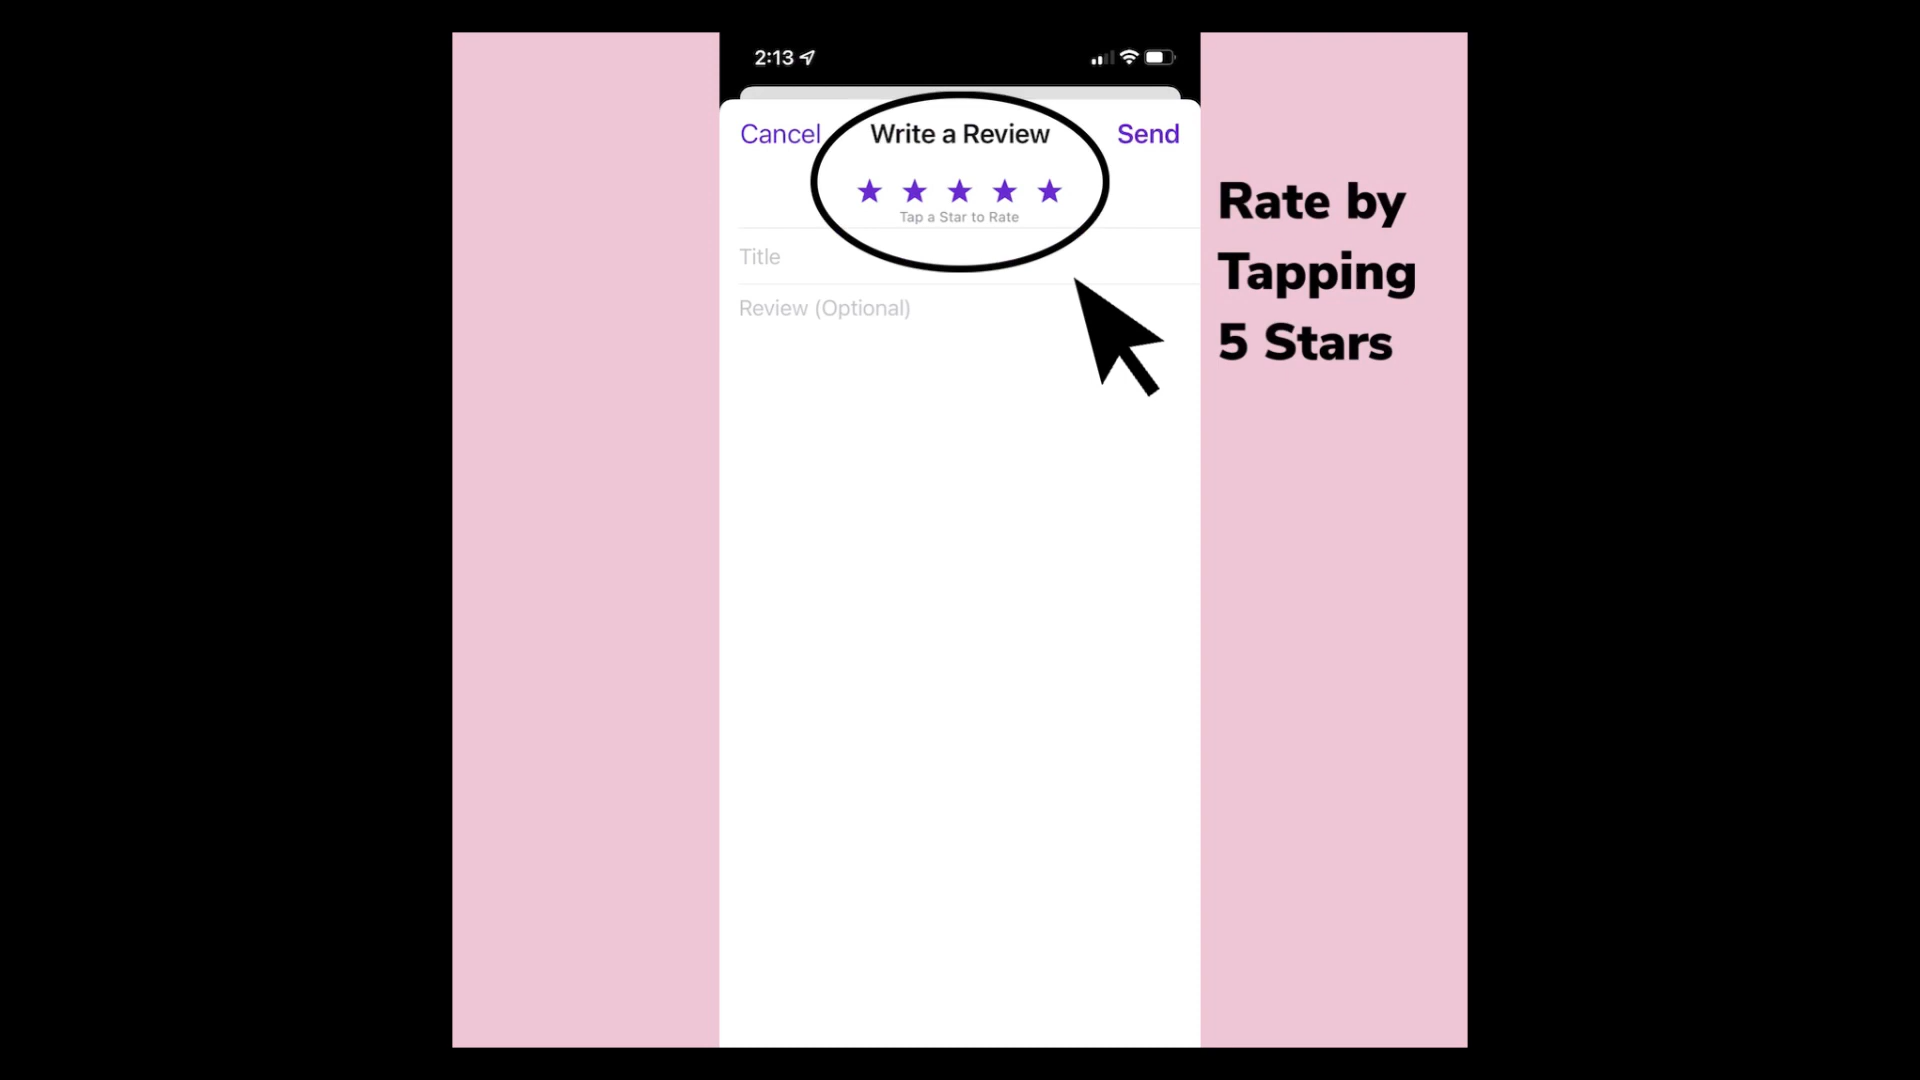 2:13
Cancel Write a Review Send
Tap a Star to Rate
Title
Review (Optional)
Rate by
Tapping
5 Stars